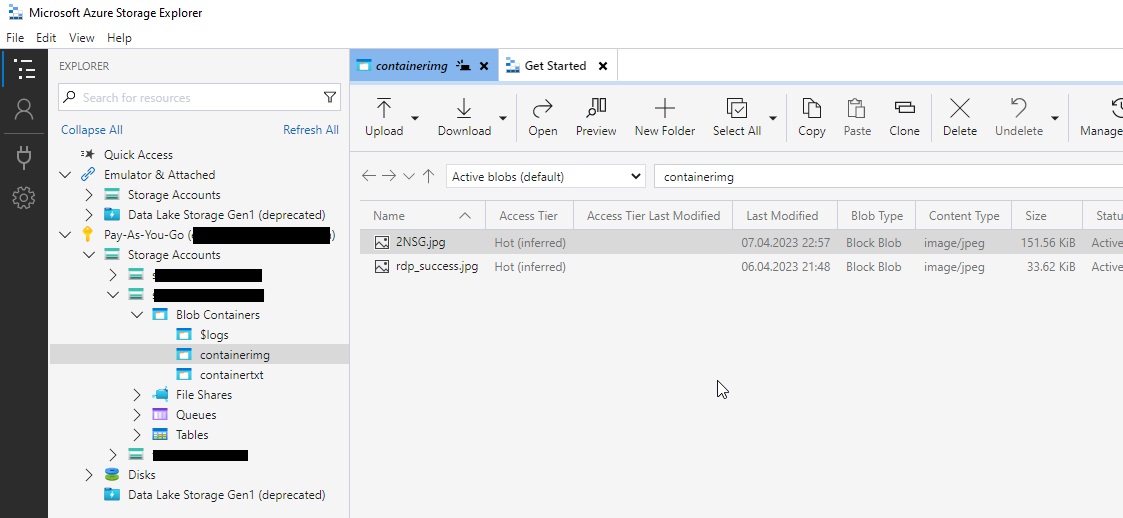 Microsoft Azure Storage Explorer
File Edit View Help
EXPLORER
Search for resources
Collapse All Refresh All
Quick Access
Emulator & Attached
Storage Accounts
Data Lake Storage Gen1 (deprecated)
Pay-As-You-Go ( )
Storage Accounts
Blob Containers
$logs
containerimg
containertxt
File Shares
Queues
Tables
Disks
Data Lake Storage Gen1 (deprecated)
containerimg Get Started
Upload Download Open Preview New Folder Select All Copy Paste Clone Delete Undelete Manage
Active blobs (default) containerimg
Name Access Tier Access Tier Last Modified Last Modified Blob Type Content Type Size Statu
2NSG.jpg Hot (inferred) 07.04.2023 22:57 Block Blob image/jpeg 151.56 KiB Active
rdp_success.jpg Hot (inferred) 06.04.2023 21:48 Block Blob image/jpeg 33.62 KiB Active